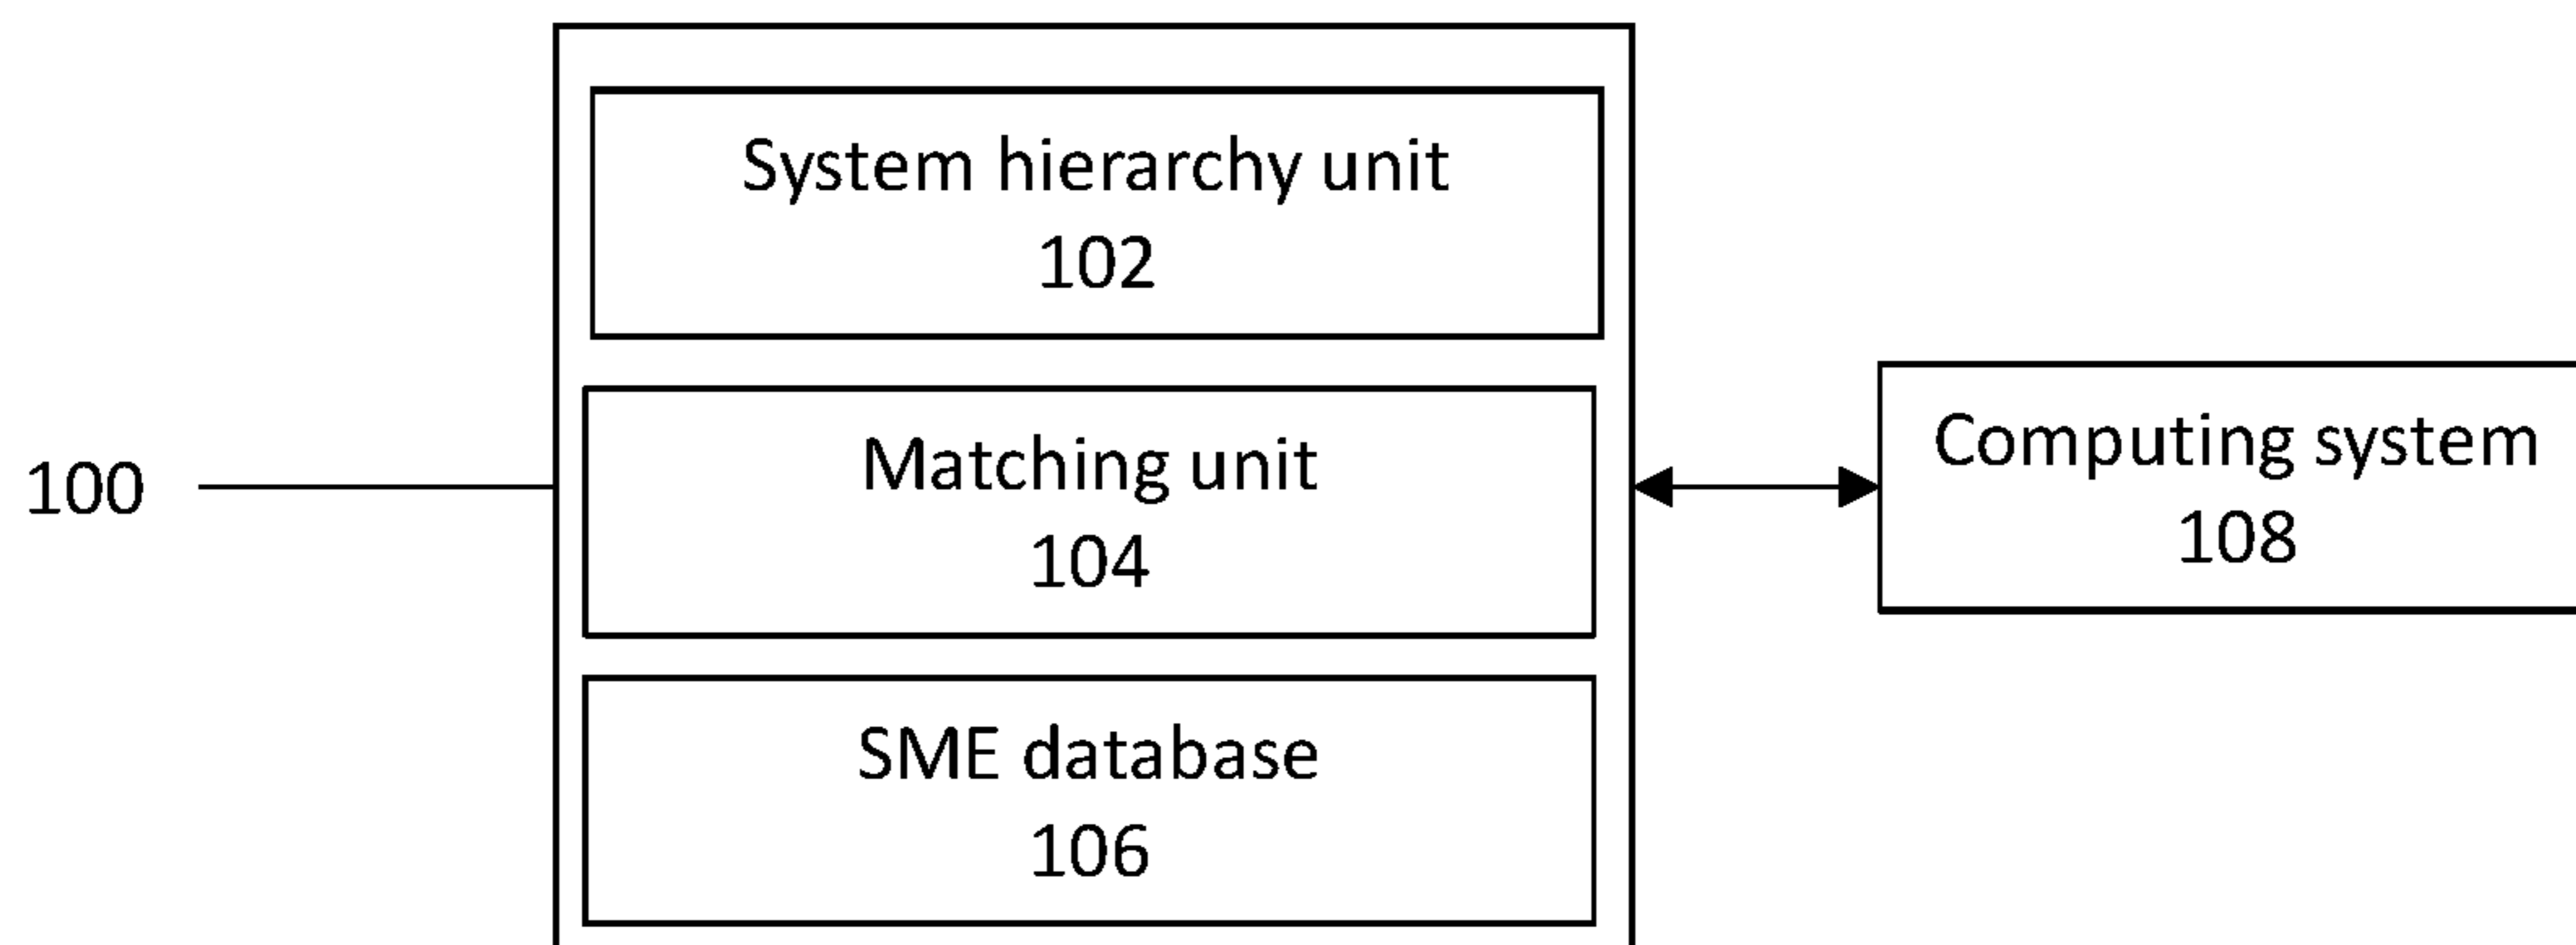 System hierarchy unit
102
Matching unit
104
SME database
106
100
Computing system
108